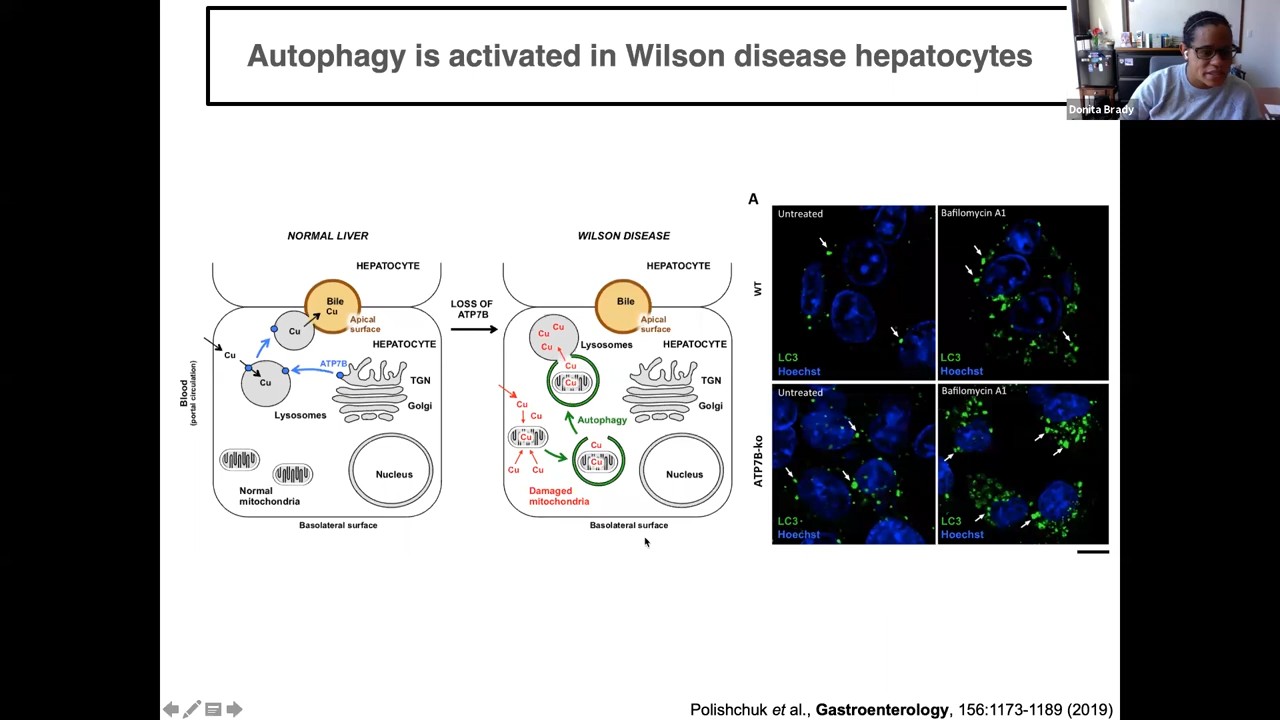 Autophagy is activated in Wilson disease hepatocytes
Donita Brady
NORMAL LIVER
HEPATOCYTE
Bile
Cu
Apical
surface
Cu
HEPATOCYTE
Cu
ATP7B
Cu
TGN
Golgi
Lysosomes
Blood
(portal circulation)
Nucleus
Normal
mitochondria
Basolateral surface
LOSS OF
ATP7B
WILSON DISEASE
HEPATOCYTE
Bile
Apical
surface
Cu
Cu
Cu
Lysosomes
HEPATOCYTE
Cu
Cu
TGN
Golgi
Cu
Cu
Autophagy
Cu
Cu
Cu
Cu
Cu
Nucleus
Damaged
mitochondria
Basolateral surface
A
Untreated
Bafilomycin A1
WT
LC3
Hoechst
LC3
Hoechst
Untreated
Bafilomycin A1
ATP7B-ko
LC3
Hoechst
LC3
Hoechst
Polishchuk et al., Gastroenterology, 156:1173-1189 (2019)